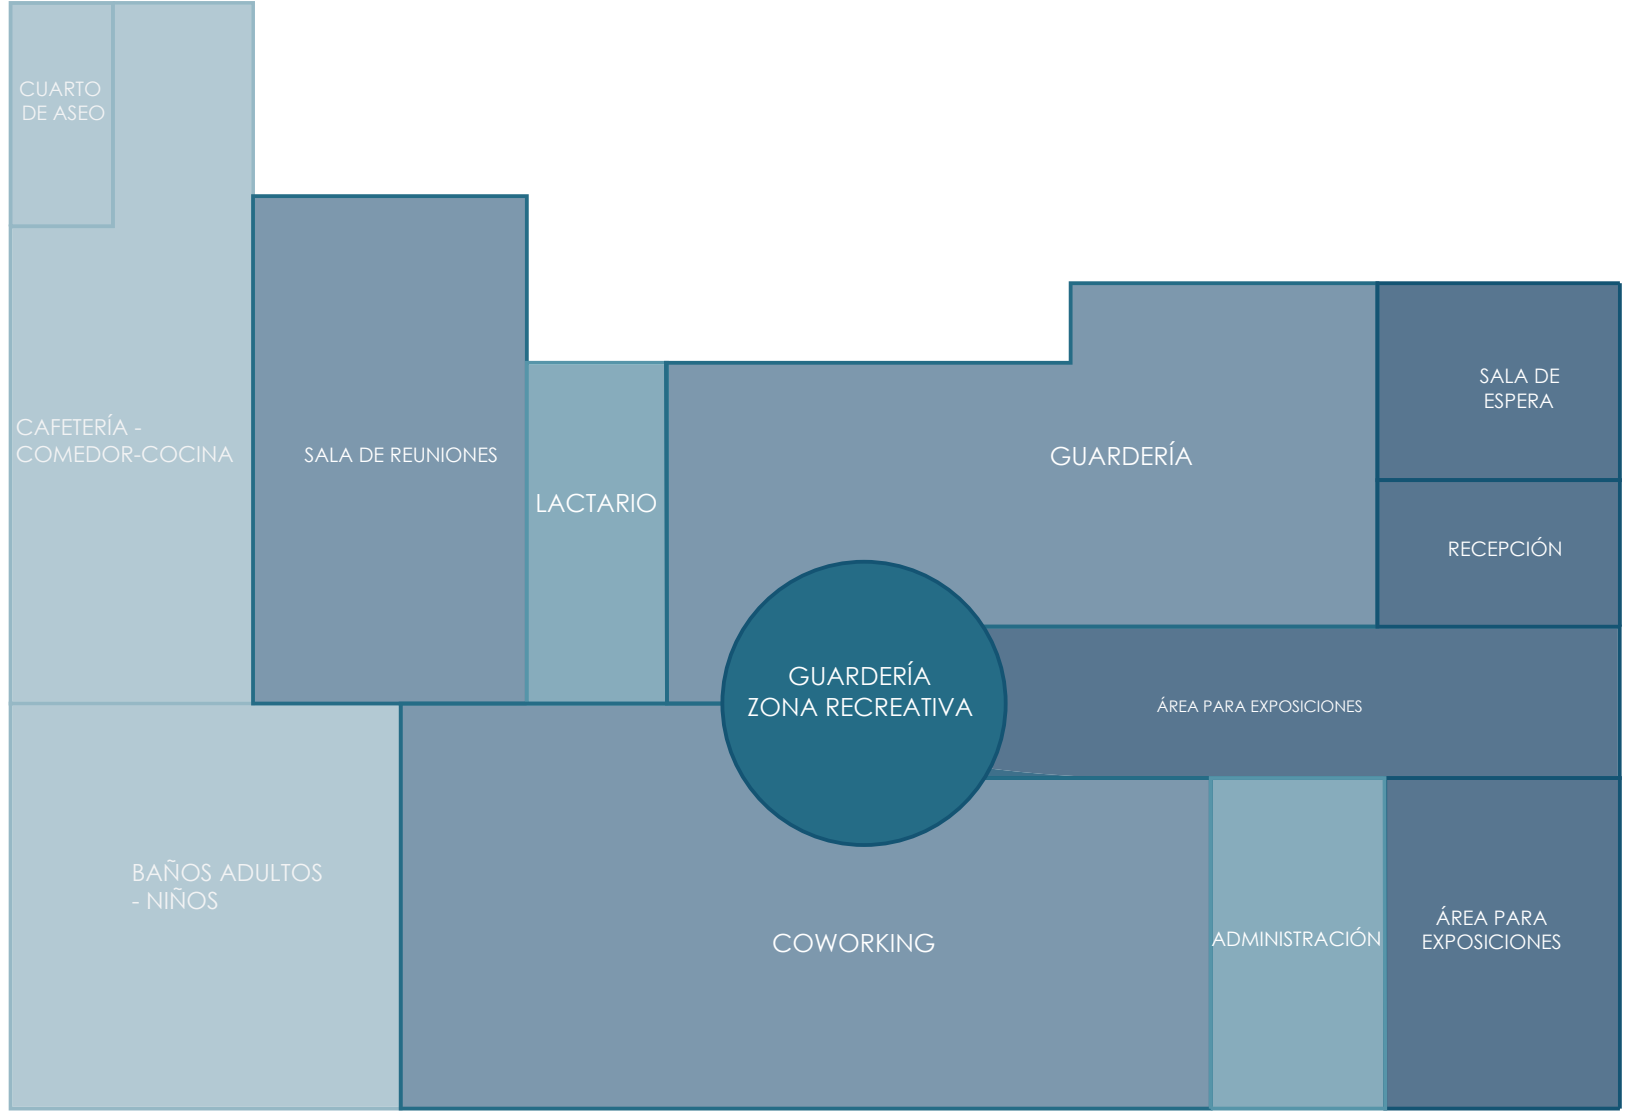 CUARTO
DE ASEO
CAFETERÍA -
COMEDOR-COCINA
SALA DE REUNIONES
LACTARIO
GUARDERÍA
SALA DE
ESPERA
RECEPCIÓN
GUARDERÍA
ZONA RECREATIVA
ÁREA PARA EXPOSICIONES
BAÑOS ADULTOS
- NIÑOS
COWORKING
ADMINISTRACIÓN
ÁREA PARA
EXPOSICIONES